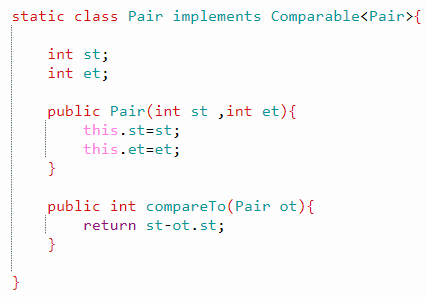 static class Pair implements Comparable<Pair>{
int st;
int et;
public Pair(int st ,int et){
this.st=st;
this.et=et;
}
public int compareTo(Pair ot){
return st-ot.st;
}
}